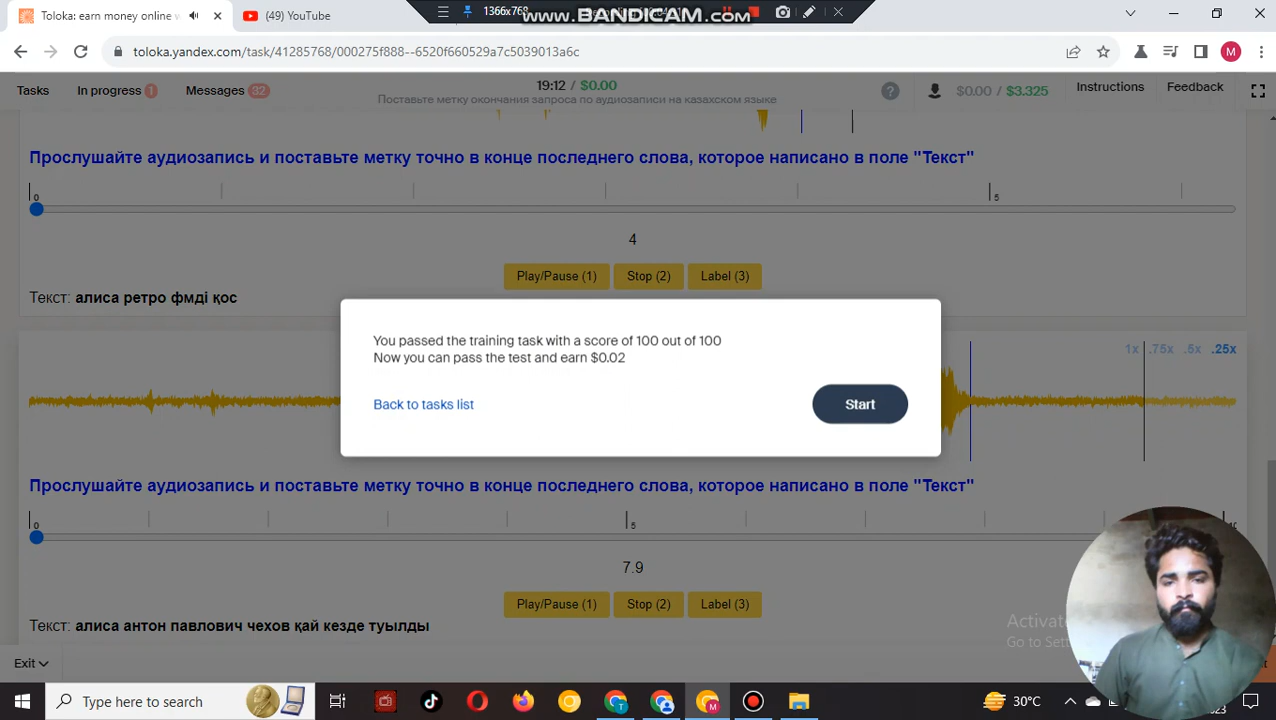 Toloka: earn money online
(49) YouTube
1366x768
www.BANDICAM.com
toloka.yandex.com/task/41285768/000275f888--6520f660529a7c5039013a6c
M
Tasks
In progress 1
Messages 32
19:12 / $0.00
Поставьте метку окончания запроса по аудиозаписи на казахском языке
?
$0.00 / $3.325
Instructions
Feedback
Прослушайте аудиозапись и поставьте метку точно в конце последнего слова, которое написано в поле "Текст"
0
5
4
Play/Pause (1)
Stop (2)
Label (3)
Текст: алиса ретро фмді қос
You passed the training task with a score of 100 out of 100
Now you can pass the test and earn $0.02
Back to tasks list
Start
1x .75x .5x .25x
Прослушайте аудиозапись и поставьте метку точно в конце последнего слова, которое написано в поле "Текст"
0
5
7.9
Play/Pause (1)
Stop (2)
Label (3)
Текст: алиса антон павлович чехов қай кезде туылды
Exit
Type here to search
T
M
30°C